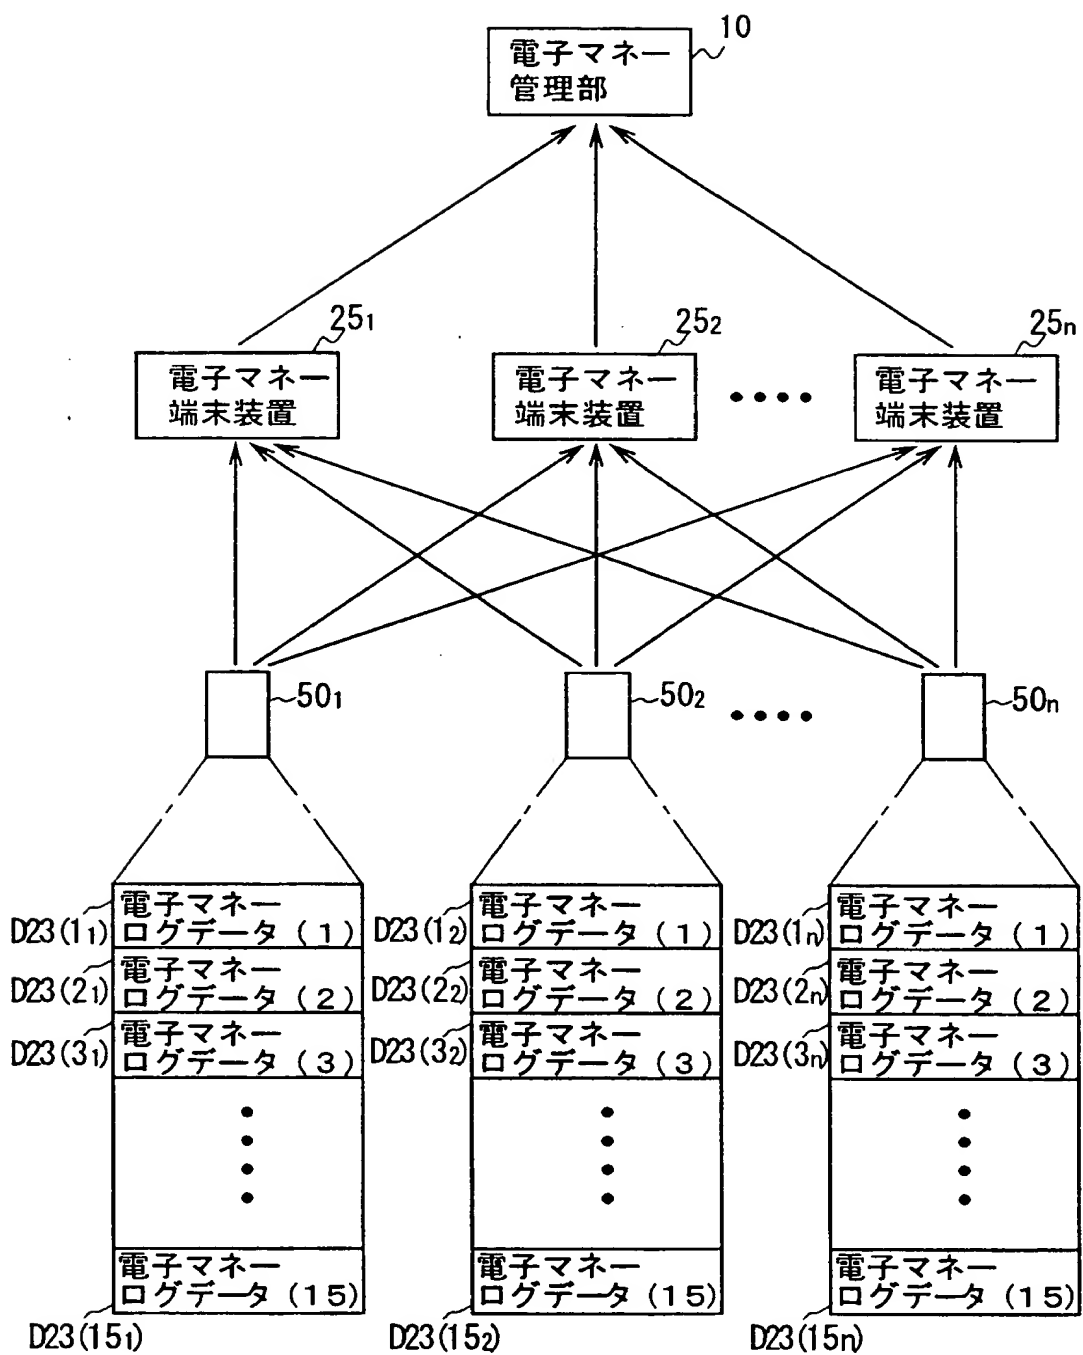 10
電子マネー
管理部
25₁
25₂
25n
電子マネー
端末装置
電子マネー
端末装置
電子マネー
端末装置
50₁
50₂
50n
電子マネー
ログデータ(1)
D23(1₁)
電子マネー
ログデータ(2)
D23(2₁)
電子マネー
ログデータ(3)
D23(3₁)
電子マネー
ログデータ(15)
D23(15₁)
電子マネー
ログデータ(1)
D23(1₂)
電子マネー
ログデータ(2)
D23(2₂)
電子マネー
ログデータ(3)
D23(3₂)
電子マネー
ログデータ(15)
D23(15₂)
電子マネー
ログデータ(1)
D23(1n)
電子マネー
ログデータ(2)
D23(2n)
電子マネー
ログデータ(3)
D23(3n)
電子マネー
ログデータ(15)
D23(15n)